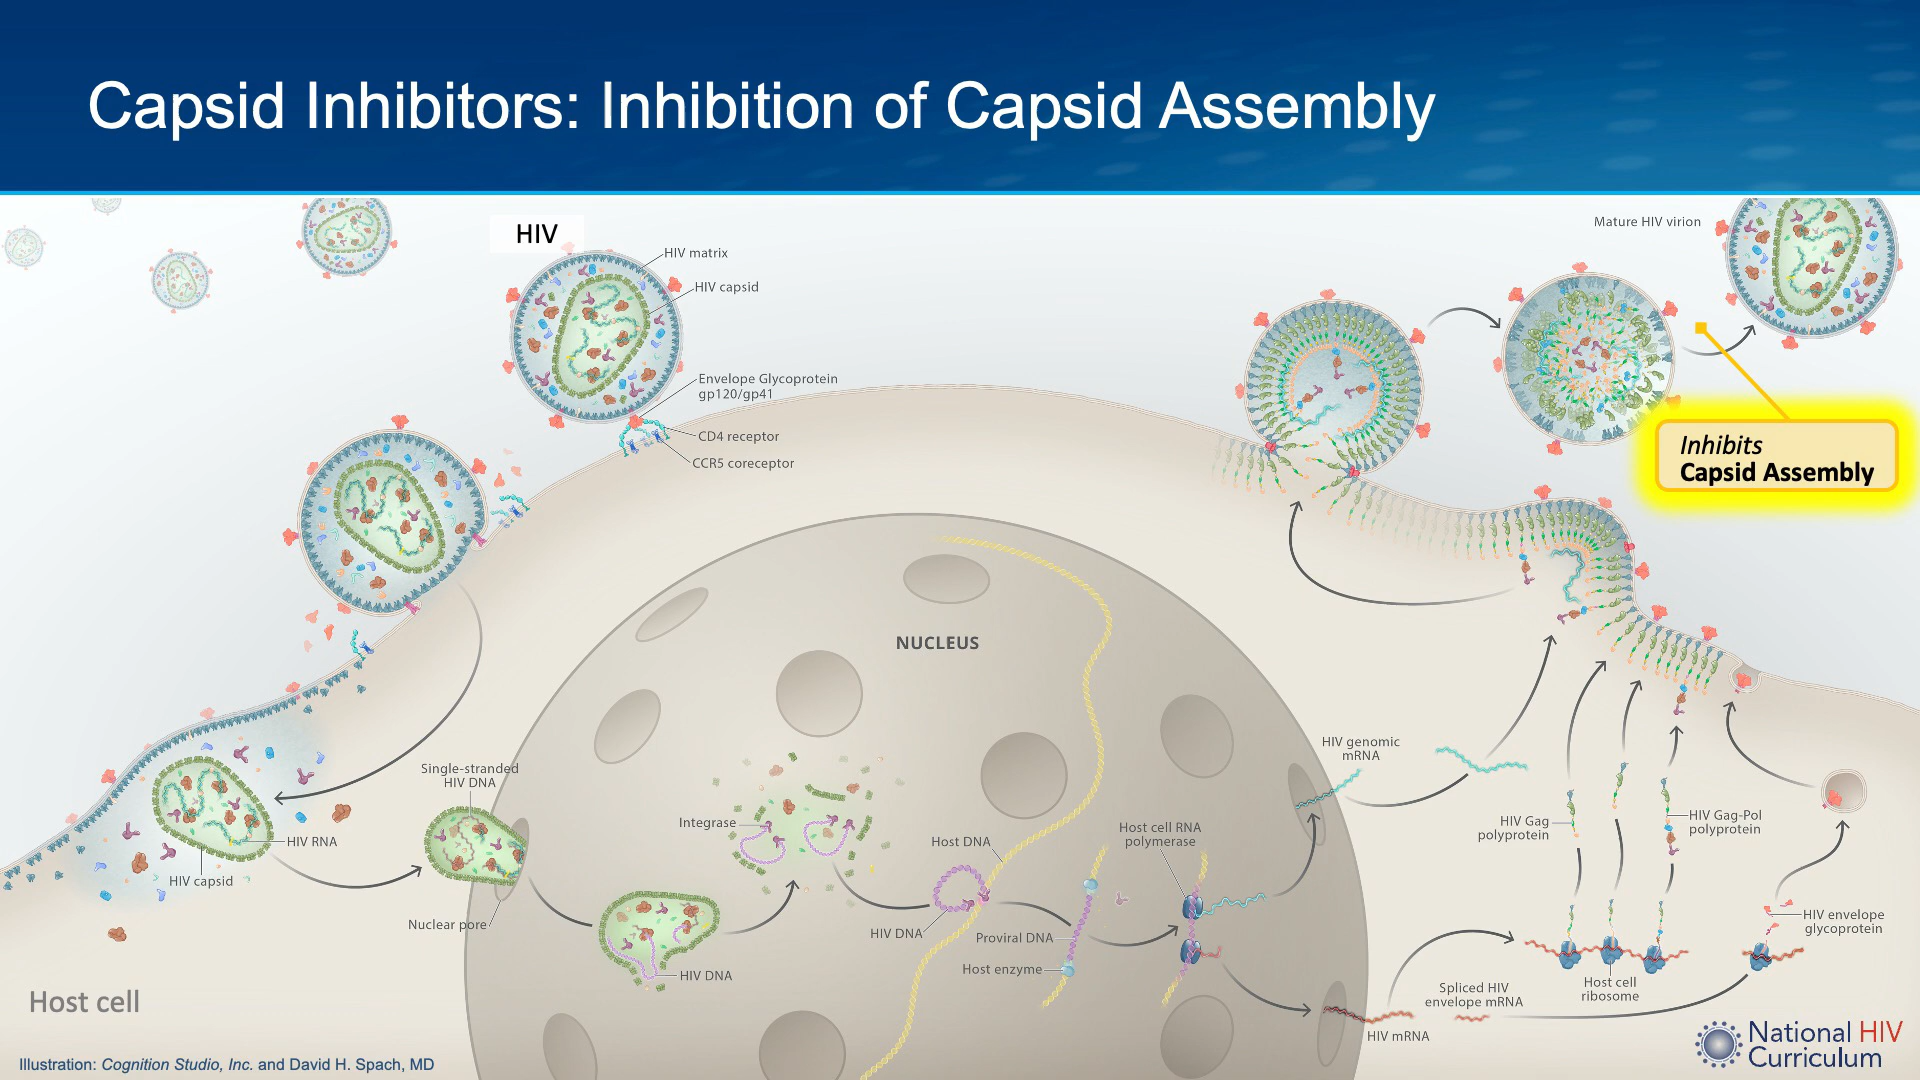 Capsid Inhibitors: Inhibition of Capsid Assembly
HIV
HIV matrix
HIV capsid
Envelope Glycoprotein
gp120/gp41
CD4 receptor
CCR5 coreceptor
Mature HIV virion
Inhibits
Capsid Assembly
NUCLEUS
Single-stranded
HIV DNA
HIV RNA
HIV capsid
Nuclear pore
Integrase
HIV DNA
Host DNA
HIV DNA
Proviral DNA
Host enzyme
Host cell RNA
polymerase
HIV genomic
mRNA
HIV Gag
polyprotein
HIV Gag-Pol
polyprotein
HIV envelope
glycoprotein
Host cell
ribosome
Spliced HIV
envelope mRNA
HIV mRNA
Host cell
Illustration: Cognition Studio, Inc. and David H. Spach, MD
National HIV
Curriculum